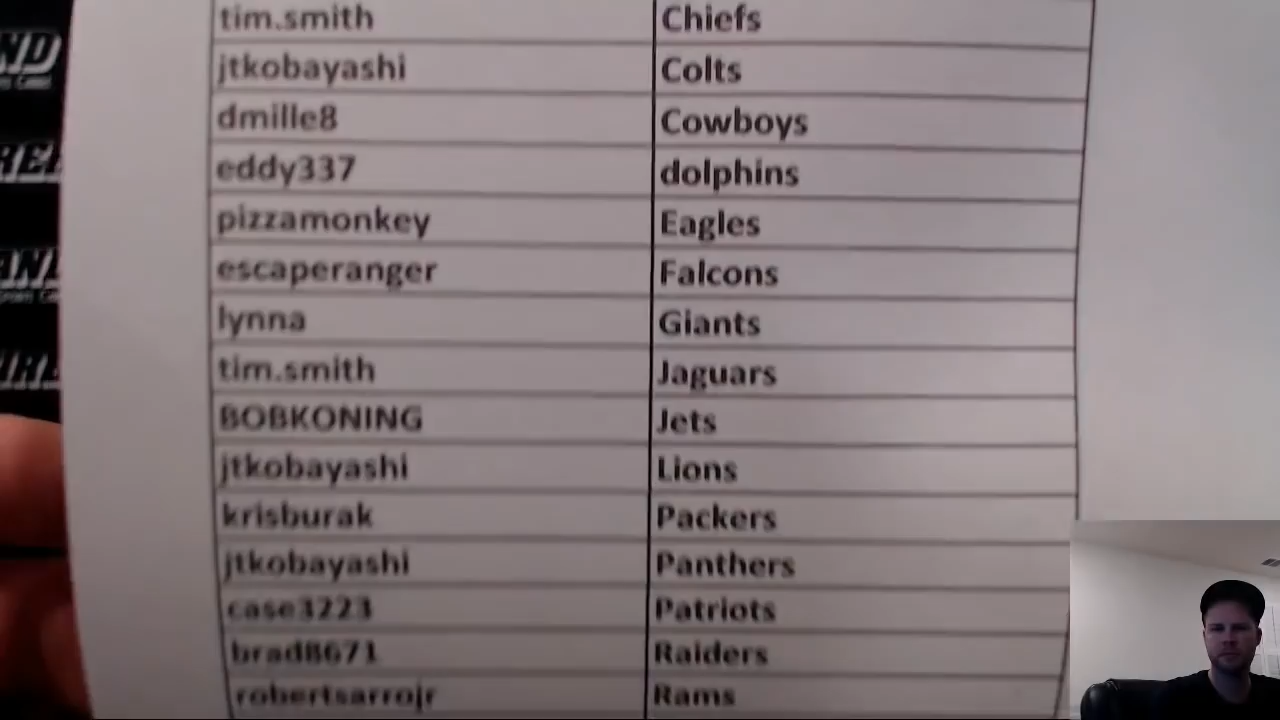 tim.smith Chiefs
jtkobayashi Colts
dmille8 Cowboys
eddy337 dolphins
pizzamonkey Eagles
escaperanger Falcons
lynna Giants
tim.smith Jaguars
BOBKONING Jets
jtkobayashi Lions
krisburak Packers
jtkobayashi Panthers
case3223 Patriots
brad8671 Raiders
robertsarrojr Rams